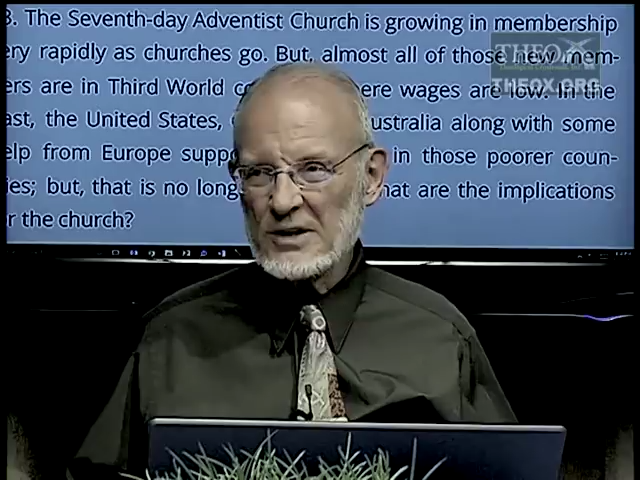 3. The Seventh-day Adventist Church is growing in membership
ery rapidly as churches go. But, almost all of those new mem-
ers are in Third World co ere wages are low. In the
ast, the United States, ustralia along with some
elp from Europe supp in those poorer coun-
ies; but, that is no long hat are the implications
r the church?
THEOX
THEOX.ORG